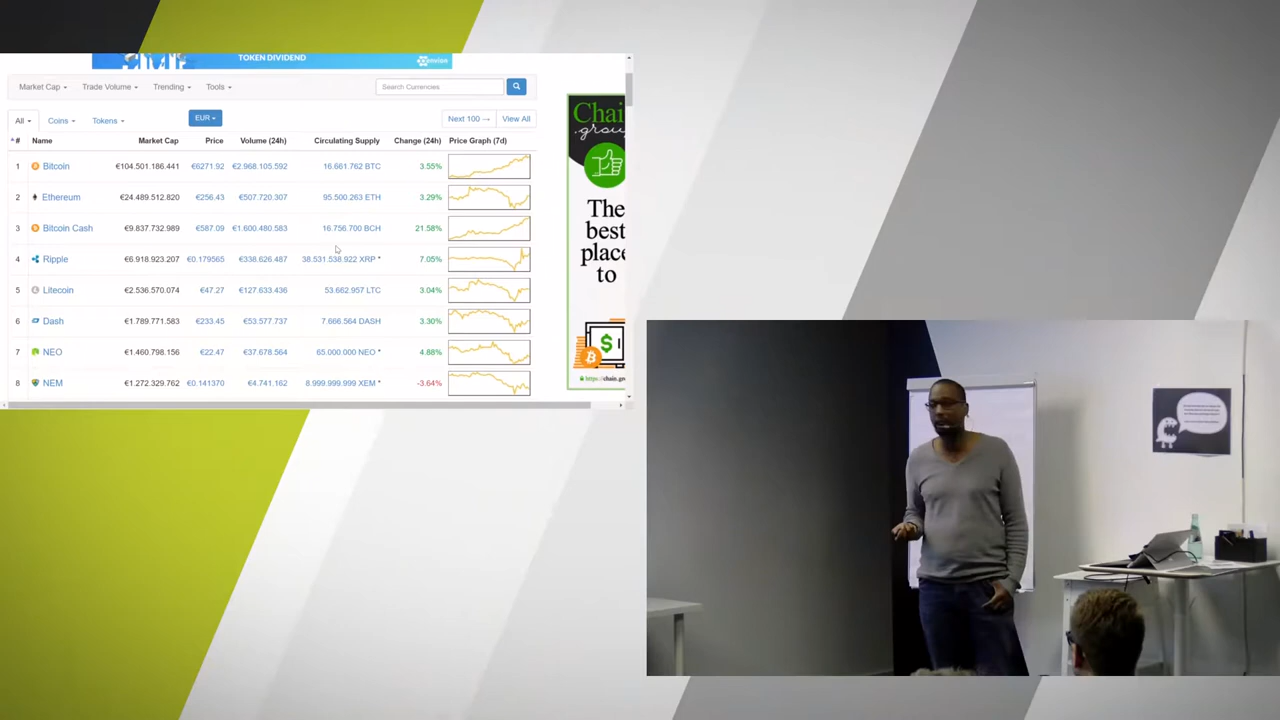 TOKEN DIVIDEND
envion
Market Cap Trade Volume Trending Tools Search Currencies
All Coins Tokens EUR Next 100 → View All
# Name Market Cap Price Volume (24h) Circulating Supply Change (24h) Price Graph (7d)
1 Bitcoin €104.501.186.441 €6271.92 €2.968.105.592 16.661.762 BTC 3.55%
2 Ethereum €24.489.512.820 €256.43 €507.720.307 95.500.263 ETH 3.29%
3 Bitcoin Cash €9.837.732.989 €587.09 €1.600.480.583 16.756.700 BCH 21.58%
4 Ripple €6.918.923.207 €0.179565 €338.626.487 38.531.538.922 XRP * 7.05%
5 Litecoin €2.536.570.074 €47.27 €127.633.436 53.662.957 LTC 3.04%
6 Dash €1.789.771.583 €233.45 €53.577.737 7.666.564 DASH 3.30%
7 NEO €1.460.798.156 €22.47 €37.678.564 65.000.000 NEO * 4.88%
8 NEM €1.272.329.762 €0.141370 €4.741.162 8.999.999.999 XEM * -3.64%
Chai
.group
The
best
place
to
$
https://chain.gr